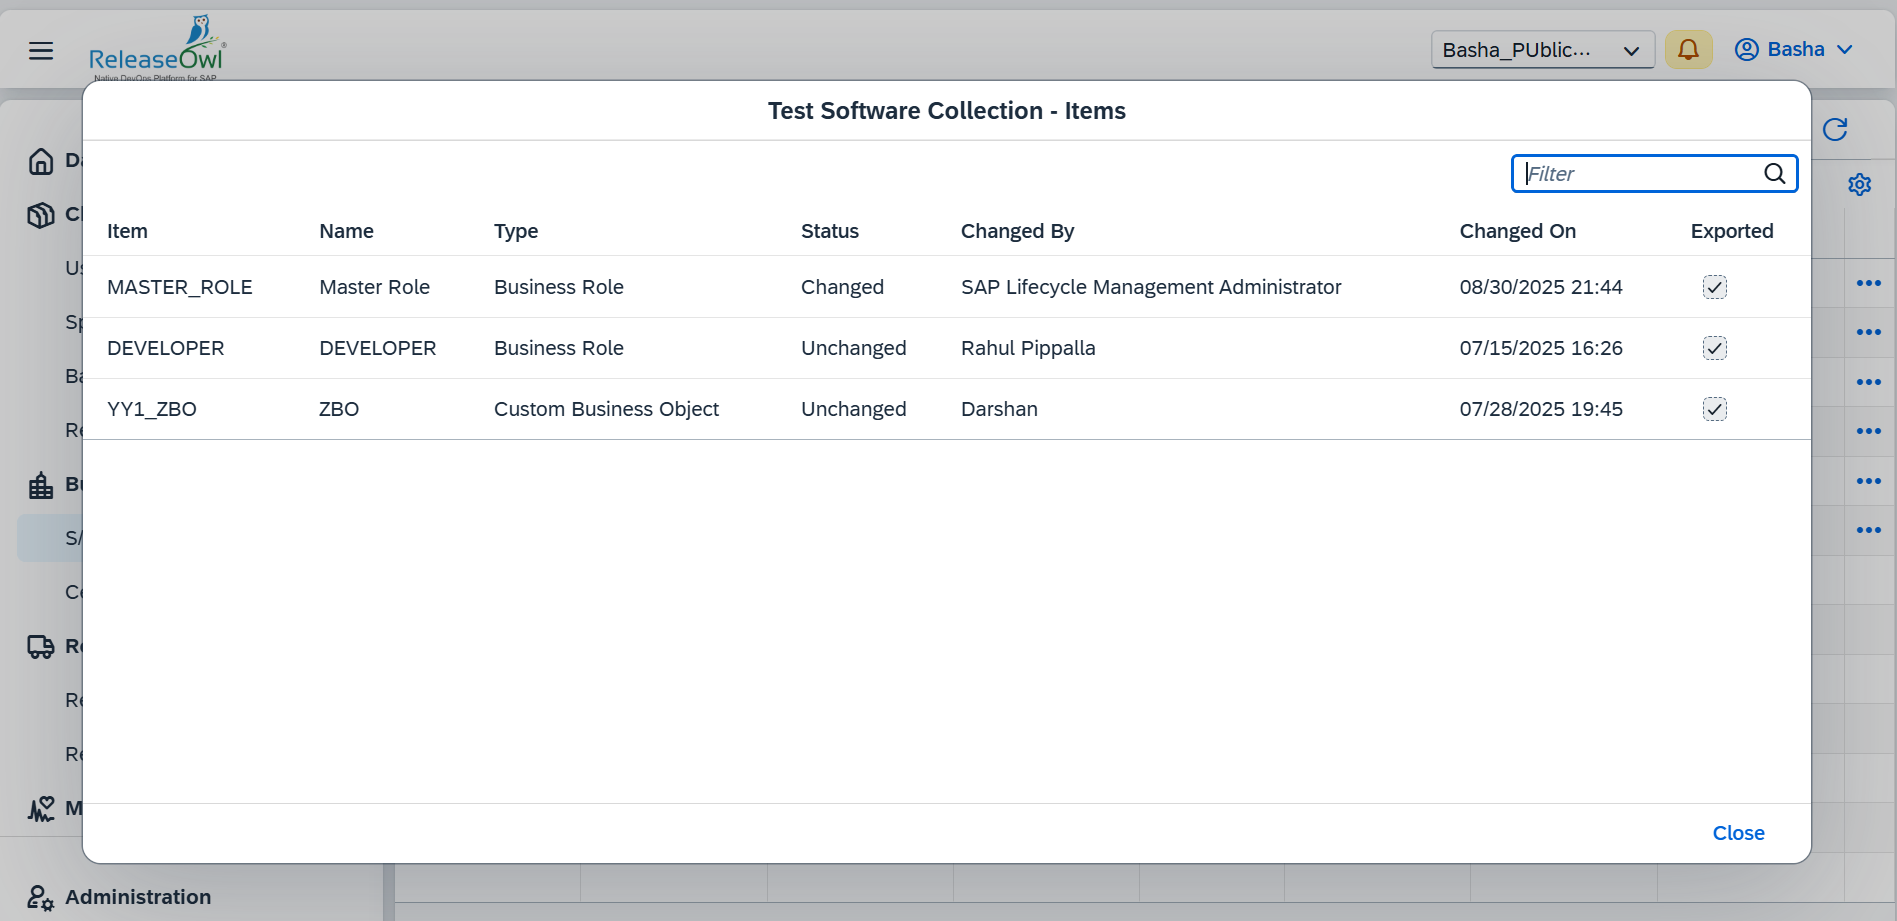 ReleaseOwl®
Native DevOps Platform for SAP
Basha_PUblic...
Basha
Test Software Collection - Items
Filter
Item Name Type Status Changed By Changed On Exported
MASTER_ROLE Master Role Business Role Changed SAP Lifecycle Management Administrator 08/30/2025 21:44
DEVELOPER DEVELOPER Business Role Unchanged Rahul Pippalla 07/15/2025 16:26
YY1_ZBO ZBO Custom Business Object Unchanged Darshan 07/28/2025 19:45
Close
Administration